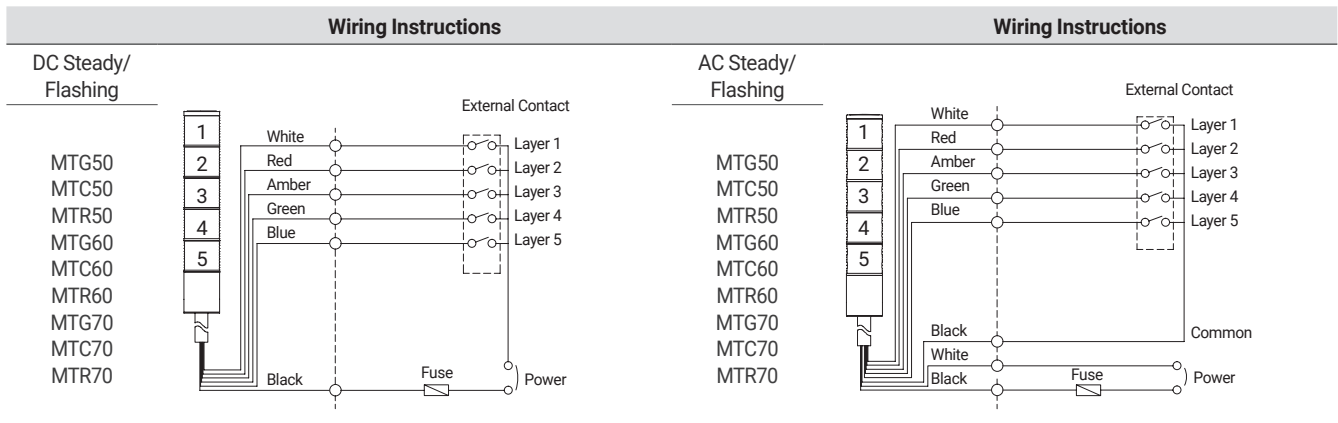 Wiring Instructions
DC Steady/
Flashing
MTG50
MTC50
MTR50
MTG60
MTC60
MTR60
MTG70
MTC70
MTR70
External Contact
1
2
3
4
5
White
Red
Amber
Green
Blue
Layer 1
Layer 2
Layer 3
Layer 4
Layer 5
Black
Fuse
Power
Wiring Instructions
AC Steady/
Flashing
MTG50
MTC50
MTR50
MTG60
MTC60
MTR60
MTG70
MTC70
MTR70
External Contact
1
2
3
4
5
White
Red
Amber
Green
Blue
Layer 1
Layer 2
Layer 3
Layer 4
Layer 5
Black
Common
White
Black
Fuse
Power